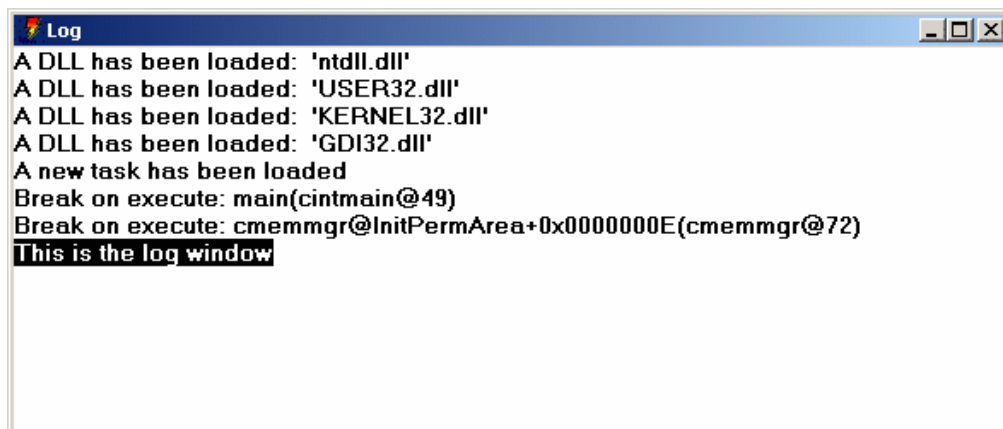 Log
A DLL has been loaded:  'ntdll.dll'
A DLL has been loaded:  'USER32.dll'
A DLL has been loaded:  'KERNEL32.dll'
A DLL has been loaded:  'GDI32.dll'
A new task has been loaded
Break on execute: main(cintmain@49)
Break on execute: cmemmgr@InitPermArea+0x0000000E(cmemmgr@72)
This is the log window